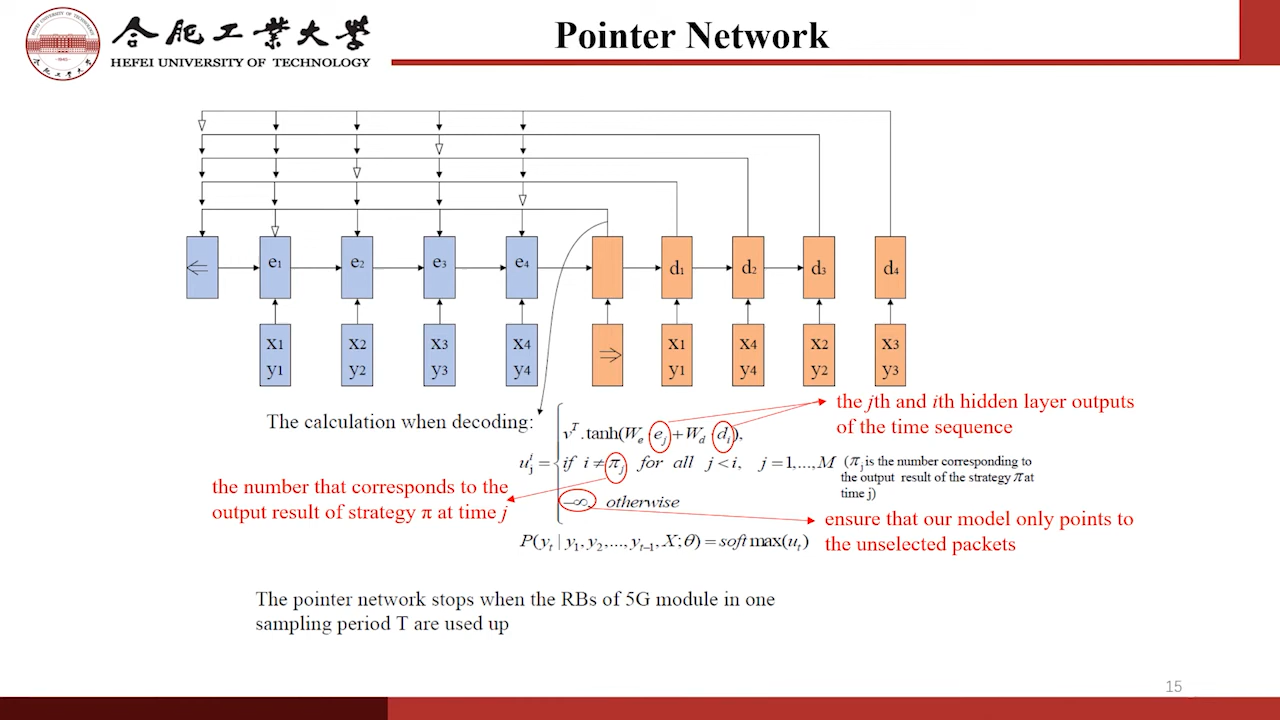 合肥工業大學
HEFEI UNIVERSITY OF TECHNOLOGY
Pointer Network
⇐
e1
e2
e3
e4
d1
d2
d3
d4
x1
y1
x2
y2
x3
y3
x4
y4
⇒
x1
y1
x4
y4
x2
y2
x3
y3
The calculation when decoding:
v^T.tanh(W_e·e_j+W_d·d_i),
u_j^i= if i≠π_j for all j<i, j=1,...,M
-∞ otherwise
P(y_t|y_1,y_2,...,y_{t-1},X;θ)=softmax(u_t)
the jth and ith hidden layer outputs
of the time sequence
(π_j is the number corresponding to
the output result of the strategy π at
time j)
the number that corresponds to the
output result of strategy π at time j
ensure that our model only points to
the unselected packets
The pointer network stops when the RBs of 5G module in one
sampling period T are used up
15